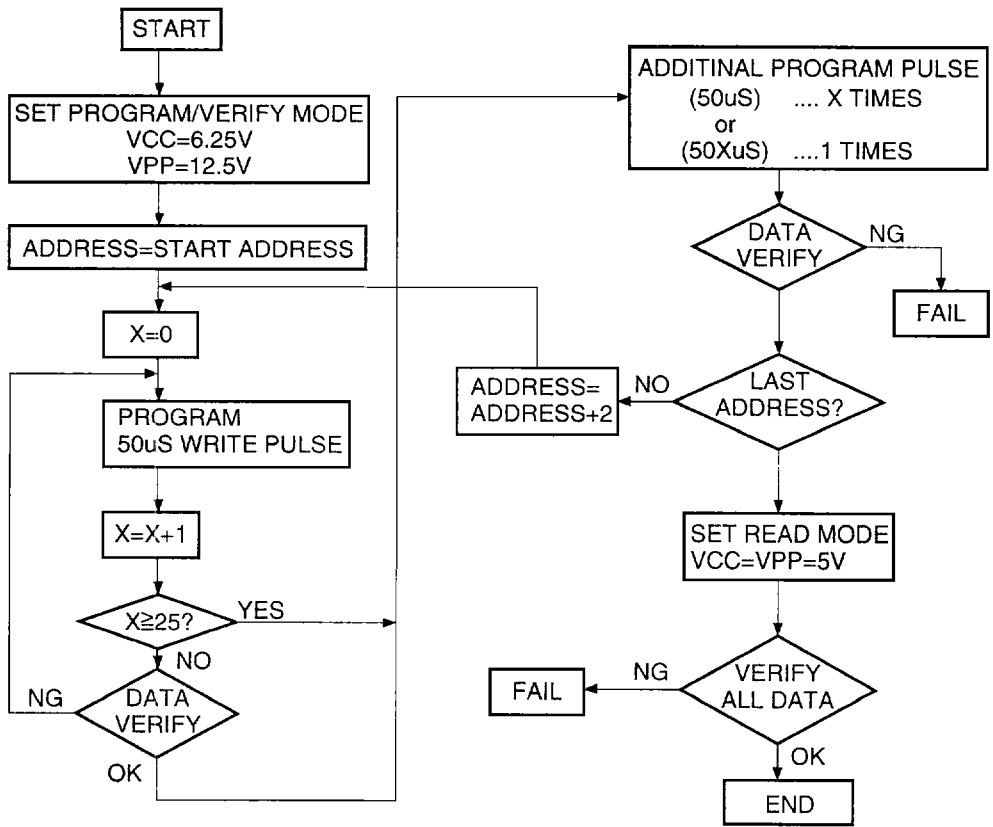 START
SET PROGRAM/VERIFY MODE
VCC=6.25V
VPP=12.5V
ADDRESS=START ADDRESS
X=0
PROGRAM
50uS WRITE PULSE
X=X+1
X≧25?
YES
NO
DATA
VERIFY
NG
OK
ADDITINAL PROGRAM PULSE
(50uS) .... X TIMES
or
(50XuS) ....1 TIMES
DATA
VERIFY
NG
FAIL
LAST
ADDRESS?
NO
ADDRESS=
ADDRESS+2
SET READ MODE
VCC=VPP=5V
VERIFY
ALL DATA
NG
FAIL
OK
END